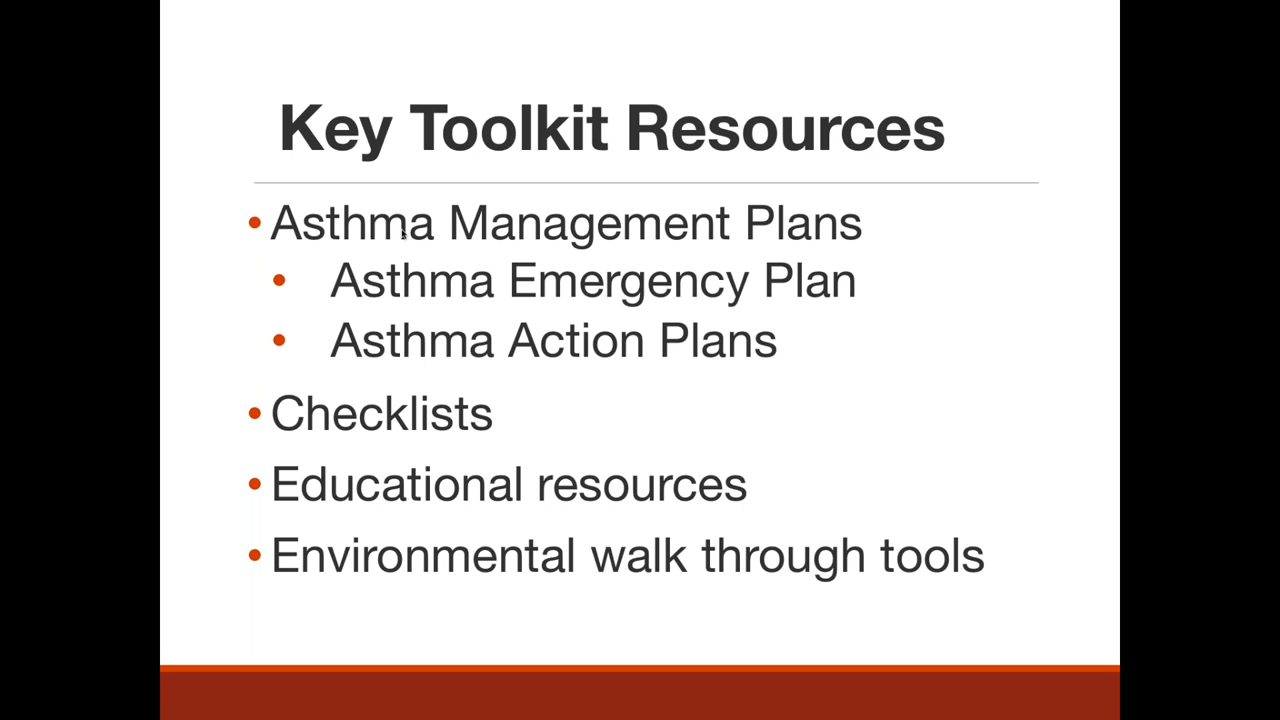 Key Toolkit Resources
• Asthma Management Plans
• Asthma Emergency Plan
• Asthma Action Plans
• Checklists
• Educational resources
• Environmental walk through tools